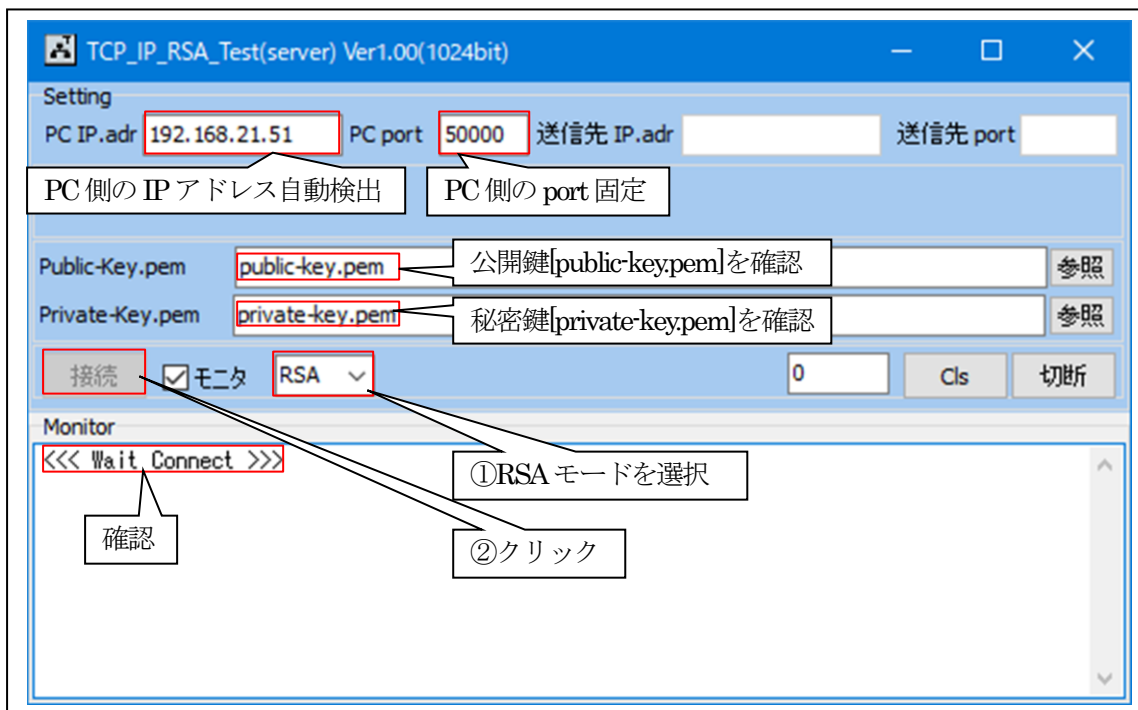 TCP_IP_RSA_Test(server) Ver1.00(1024bit)
Setting
PC IP.adr 192.168.21.51 PC port 50000 送信先 IP.adr 送信先 port
PC 側の IP アドレス自動検出 PC 側の port 固定
Public-Key.pem public-key.pem 公開鍵[public-key.pem]を確認 参照
Private-Key.pem private-key.pem 秘密鍵[private-key.pem]を確認 参照
接続 モニタ RSA 0 Cls 切断
Monitor
<<< Wait Connect >>>
①RSA モードを選択
確認
②クリック